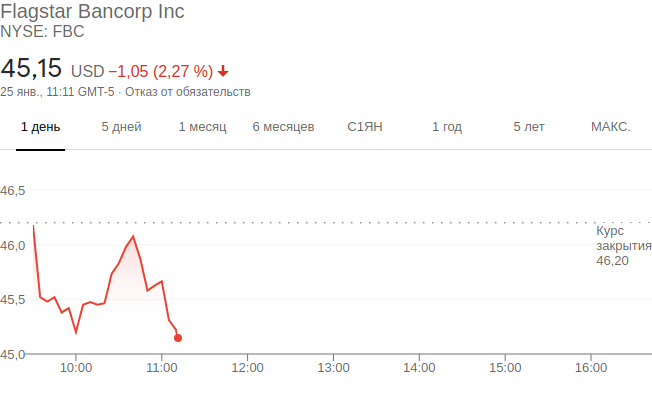 Flagstar Bancorp Inc
NYSE: FBC
45,15 USD −1,05 (2,27 %)
25 янв., 11:11 GMT-5 · Отказ от обязательств
1 день 5 дней 1 месяц 6 месяцев С1ЯН 1 год 5 лет МАКС.
46,5
46,0
45,5
45,0
Курс
закрытия
46,20
10:00 11:00 12:00 13:00 14:00 15:00 16:00